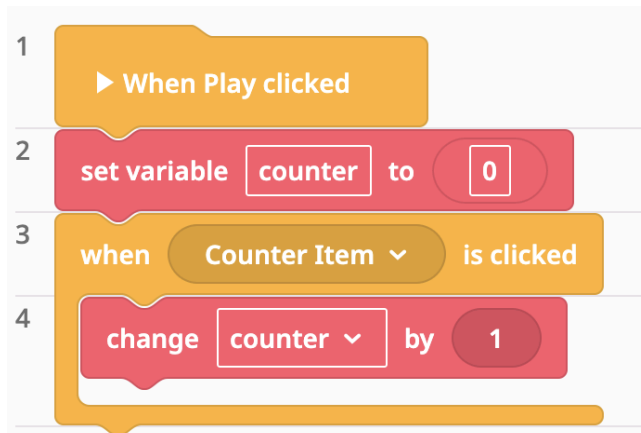 1
When Play clicked
2
set variable counter to 0
3
when Counter Item is clicked
4
change counter by 1